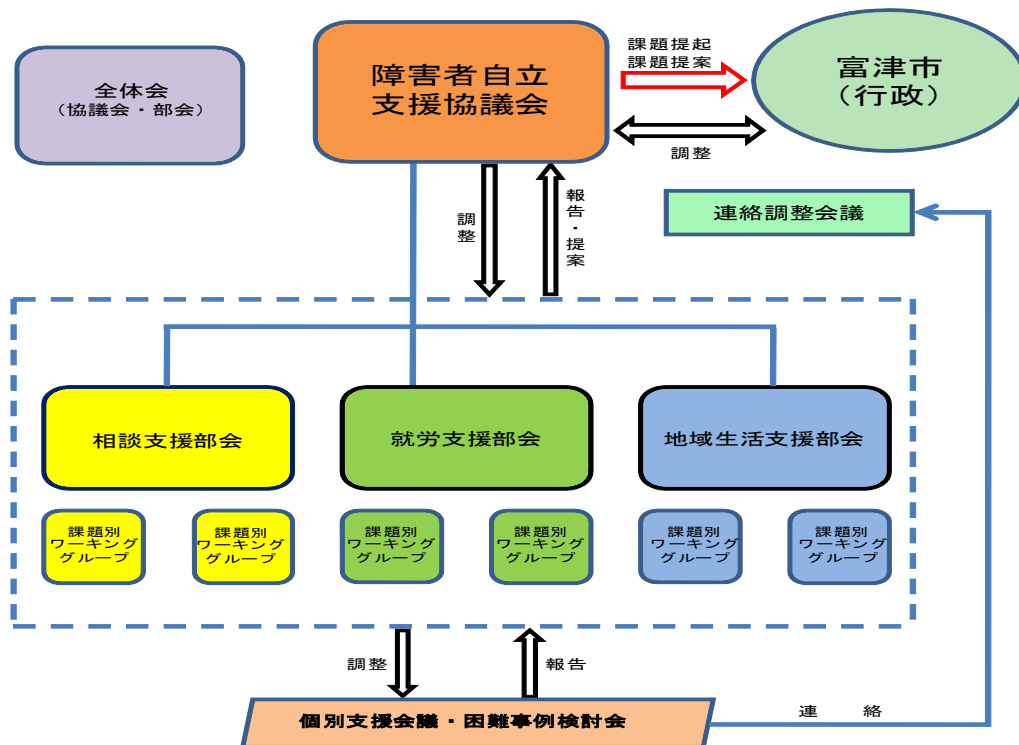 全体会
（協議会・部会）
障害者自立
支援協議会
課題提起
課題提案
富津市
（行政）
調整
連絡調整会議
調整
報告・提案
相談支援部会
就労支援部会
地域生活支援部会
課題別
ワーキング
グループ
課題別
ワーキング
グループ
課題別
ワーキング
グループ
課題別
ワーキング
グループ
課題別
ワーキング
グループ
課題別
ワーキング
グループ
調整
報告
個別支援会議・困難事例検討会
連　絡